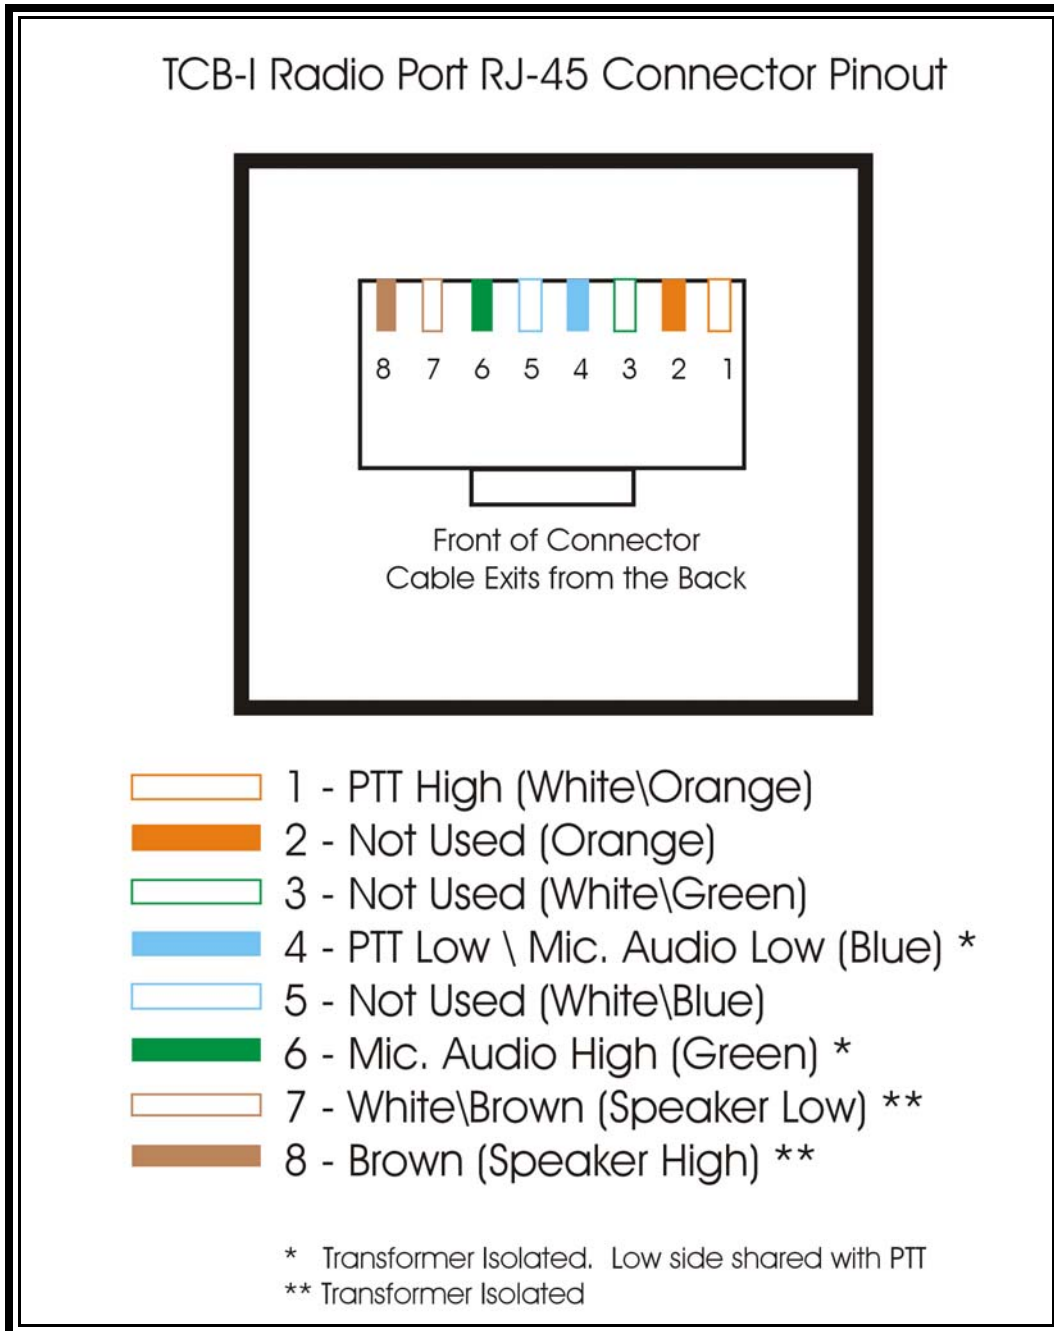 TCB-I Radio Port RJ-45 Connector Pinout
8 7 6 5 4 3 2 1
Front of Connector
Cable Exits from the Back
1 - PTT High (White\Orange)
2 - Not Used (Orange)
3 - Not Used (White\Green)
4 - PTT Low \ Mic. Audio Low (Blue) *
5 - Not Used (White\Blue)
6 - Mic. Audio High (Green) *
7 - White\Brown (Speaker Low) **
8 - Brown (Speaker High) **
* Transformer Isolated. Low side shared with PTT
** Transformer Isolated